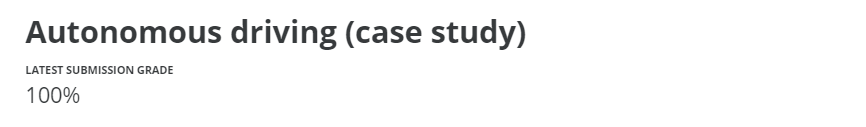 Autonomous driving (case study)
LATEST SUBMISSION GRADE
100%